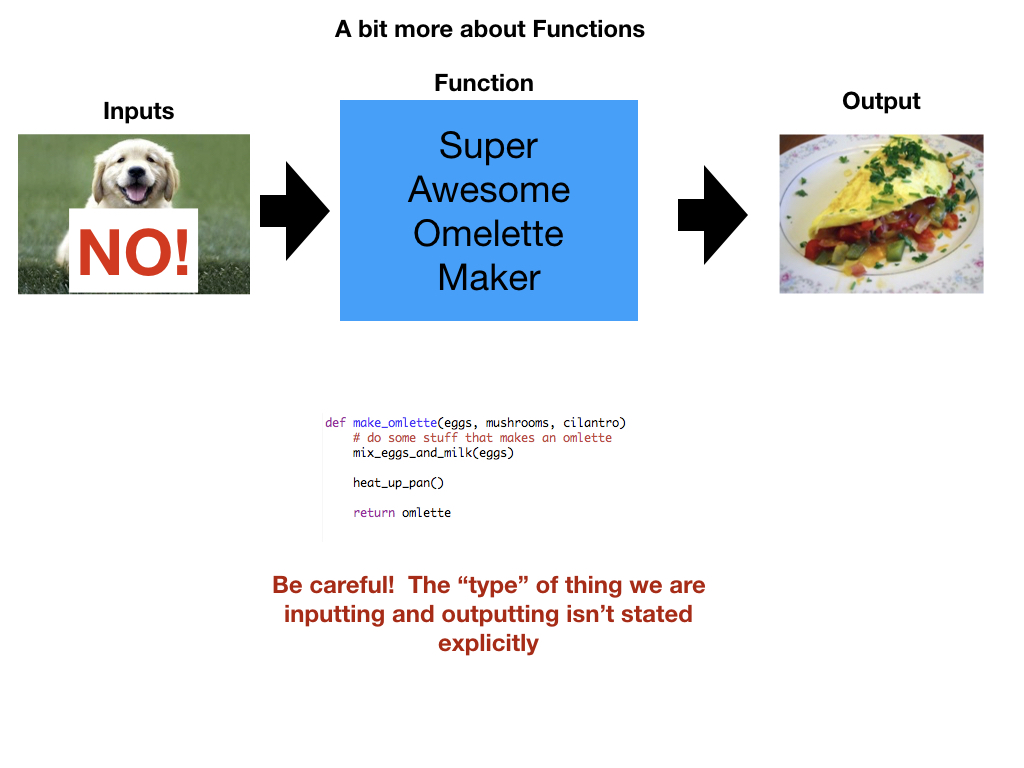 A bit more about Functions
Function
Inputs
Output
NO!
Super
Awesome
Omelette
Maker
def make_omlette(eggs, mushrooms, cilantro)
# do some stuff that makes an omlette
mix_eggs_and_milk(eggs)
heat_up_pan()
return omlette
Be careful!  The “type” of thing we are
inputting and outputting isn’t stated
explicitly